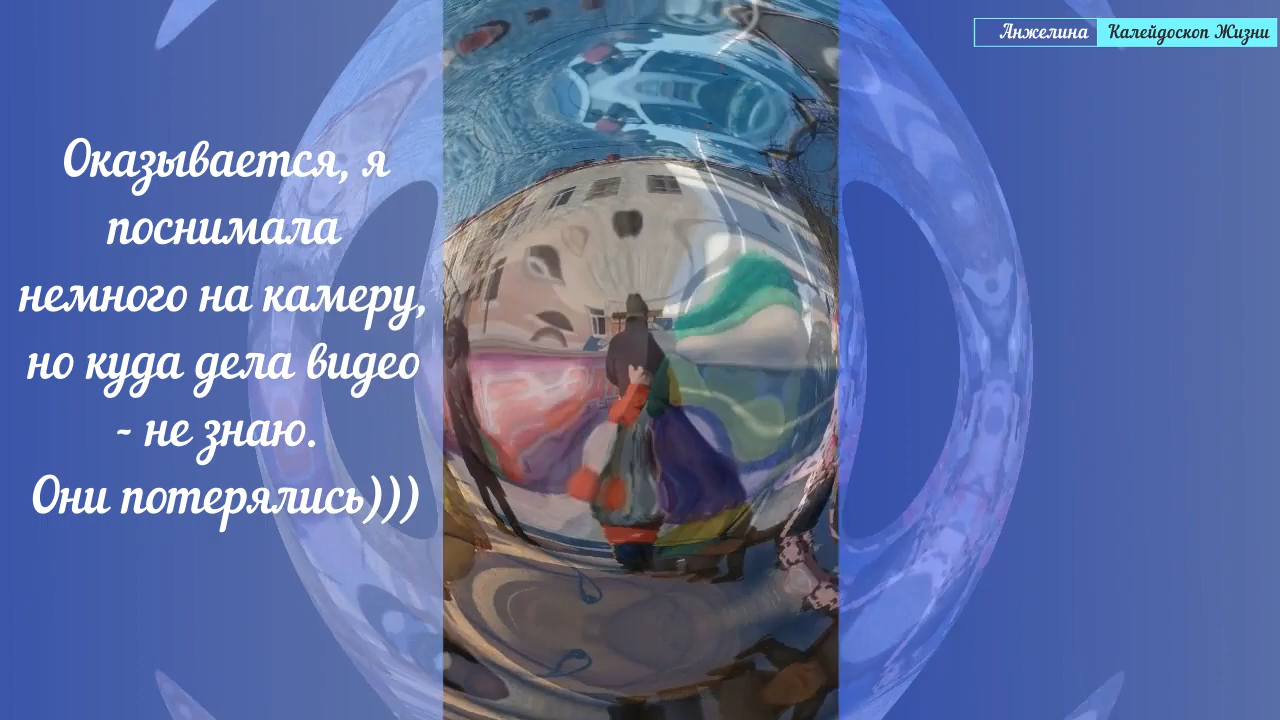 Анжелина Калейдоскоп Жизни
Оказывается, я
поснимала
немного на камеру,
но куда дела видео
- не знаю.
Они потерялись)))